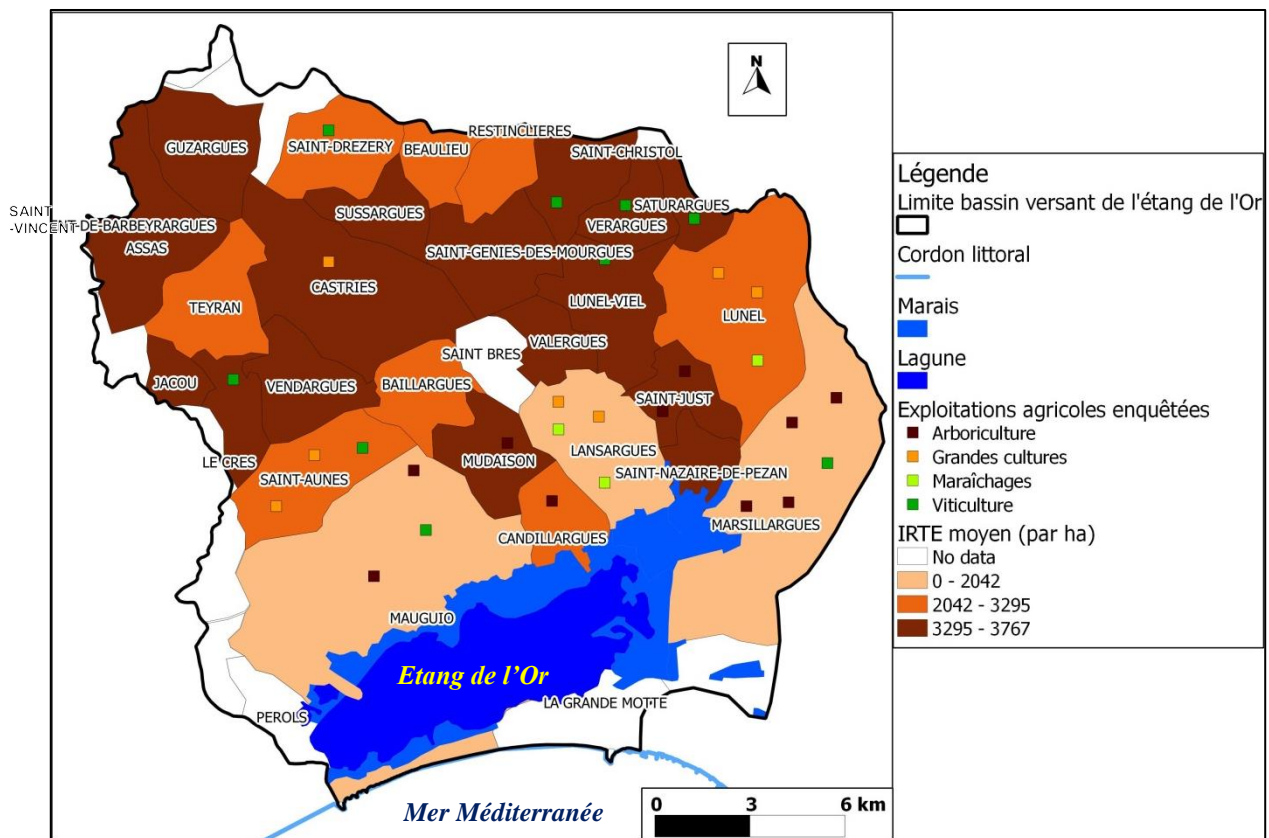 N
GUZARGUES
SAINT-DREZERY
BEAULIEU
RESTINCLIERES
SAINT-CHRISTOL
SAINT
-VINCENT
T-DE-BARBEYRARGUES
ASSAS
SUSSARGUES
SATURARGUES
VERARGUES
SAINT-GENIES-DES-MOURGUES
CASTRIES
TEYRAN
LUNEL-VIEL
LUNEL
VALERGUES
SAINT BRES
JACOU
VENDARGUES
BAILLARGUES
SAINT-JUST
LE CRES
SAINT-AUNES
MUDAISON
LANSARGUES
SAINT-NAZAIRE-DE-PEZAN
CANDILLARGUES
MARSILLARGUES
MAUGUIO
Etang de l'Or
PEROLS
LA GRANDE MOTTE
Mer Méditerranée
0 3 6 km
Légende
Limite bassin versant de l'étang de l'Or
Cordon littoral
Marais
Lagune
Exploitations agricoles enquêtées
Arboriculture
Grandes cultures
Maraîchages
Viticulture
IRTE moyen (par ha)
No data
0 - 2042
2042 - 3295
3295 - 3767